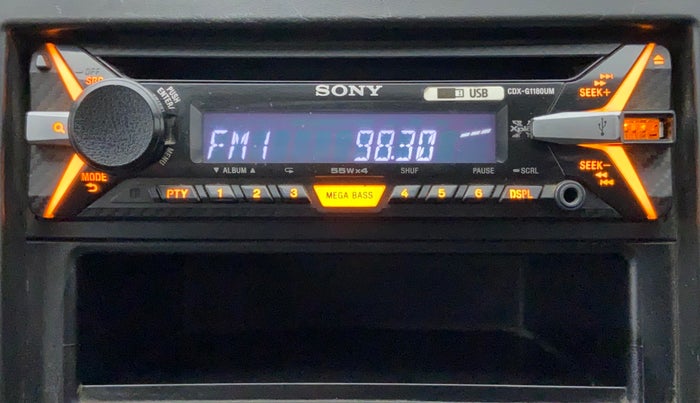 OFF
SRC
PUSH
ENTER/
MENU
MODE
SONY
USB
CDX-G1180UM
SEEK+
FM1 98.30
▼ ALBUM ▲
55W x 4
SHUF
PAUSE
SCRL
SEEK-
PTY 1 2 3 MEGA BASS 4 5 6 DSPL